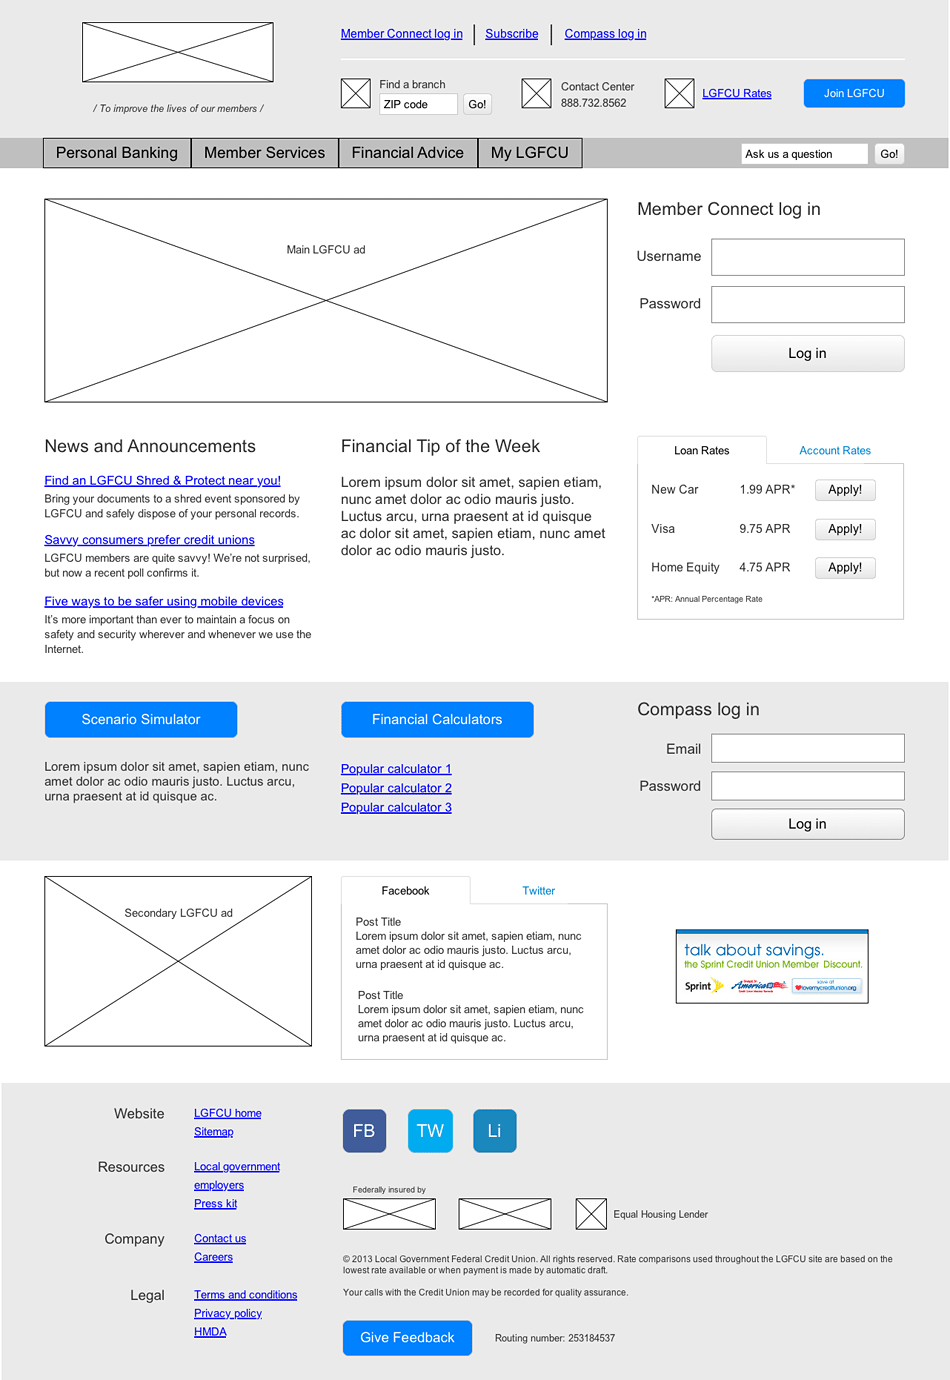 Member Connect log in
Subscribe
Compass log in
/ To improve the lives of our members /
Find a branch
ZIP code
Go!
Contact Center
888.732.8562
LGFCU Rates
Join LGFCU
Personal Banking
Member Services
Financial Advice
My LGFCU
Ask us a question
Go!
Main LGFCU ad
Member Connect log in
Username
Password
Log in
News and Announcements
Find an LGFCU Shred & Protect near you!
Bring your documents to a shred event sponsored by
LGFCU and safely dispose of your personal records.
Savvy consumers prefer credit unions
LGFCU members are quite savvy! We're not surprised,
but now a recent poll confirms it.
Five ways to be safer using mobile devices
It's more important than ever to maintain a focus on
safety and security wherever and whenever we use the
Internet.
Financial Tip of the Week
Lorem ipsum dolor sit amet, sapien etiam,
nunc amet dolor ac odio mauris justo.
Luctus arcu, urna praesent at id quisque
ac dolor sit amet, sapien etiam, nunc amet
dolor ac odio mauris justo.
Loan Rates
Account Rates
New Car 1.99 APR* Apply!
Visa 9.75 APR Apply!
Home Equity 4.75 APR Apply!
*APR: Annual Percentage Rate
Scenario Simulator
Lorem ipsum dolor sit amet, sapien etiam, nunc
amet dolor ac odio mauris justo. Luctus arcu,
urna praesent at id quisque ac.
Financial Calculators
Popular calculator 1
Popular calculator 2
Popular calculator 3
Compass log in
Email
Password
Log in
Secondary LGFCU ad
Facebook
Twitter
Post Title
Lorem ipsum dolor sit amet, sapien etiam, nunc
amet dolor ac odio mauris justo. Luctus arcu,
urna praesent at id quisque ac.
Post Title
Lorem ipsum dolor sit amet, sapien etiam, nunc
amet dolor ac odio mauris justo. Luctus arcu,
urna praesent at id quisque ac.
talk about savings.
the Sprint Credit Union Member Discount.
Sprint
America
save at
lovemycreditunion.org
Website
LGFCU home
Sitemap
Resources
Local government
employers
Press kit
Company
Contact us
Careers
Legal
Terms and conditions
Privacy policy
HMDA
FB
TW
Li
Federally insured by
Equal Housing Lender
© 2013 Local Government Federal Credit Union. All rights reserved. Rate comparisons used throughout the LGFCU site are based on the
lowest rate available or when payment is made by automatic draft.
Your calls with the Credit Union may be recorded for quality assurance.
Give Feedback
Routing number: 253184537